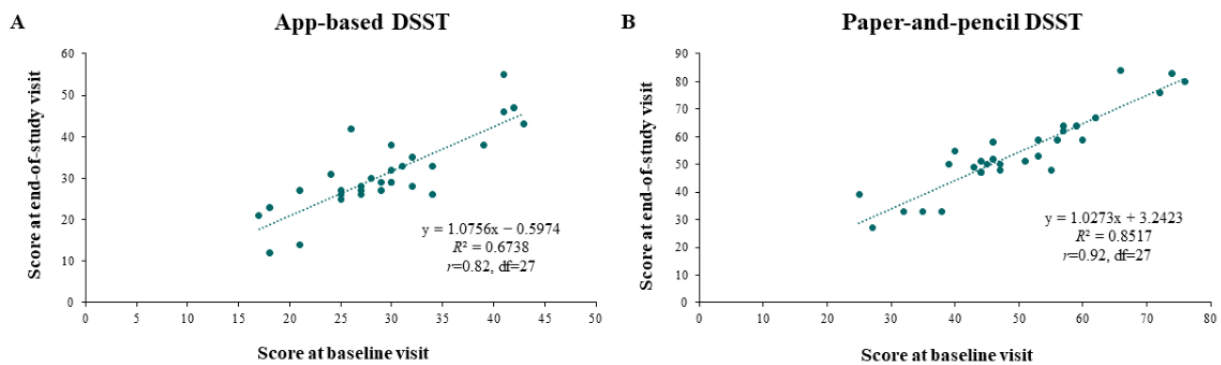 A
App-based DSST
Score at end-of-study visit
60
50
40
30
20
10
0
y = 1.0756x − 0.5974
R² = 0.6738
r=0.82, df=27
0 5 10 15 20 25 30 35 40 45 50
Score at baseline visit
B
Paper-and-pencil DSST
Score at end-of-study visit
90
80
70
60
50
40
30
20
10
0
y = 1.0273x + 3.2423
R² = 0.8517
r=0.92, df=27
0 10 20 30 40 50 60 70 80
Score at baseline visit